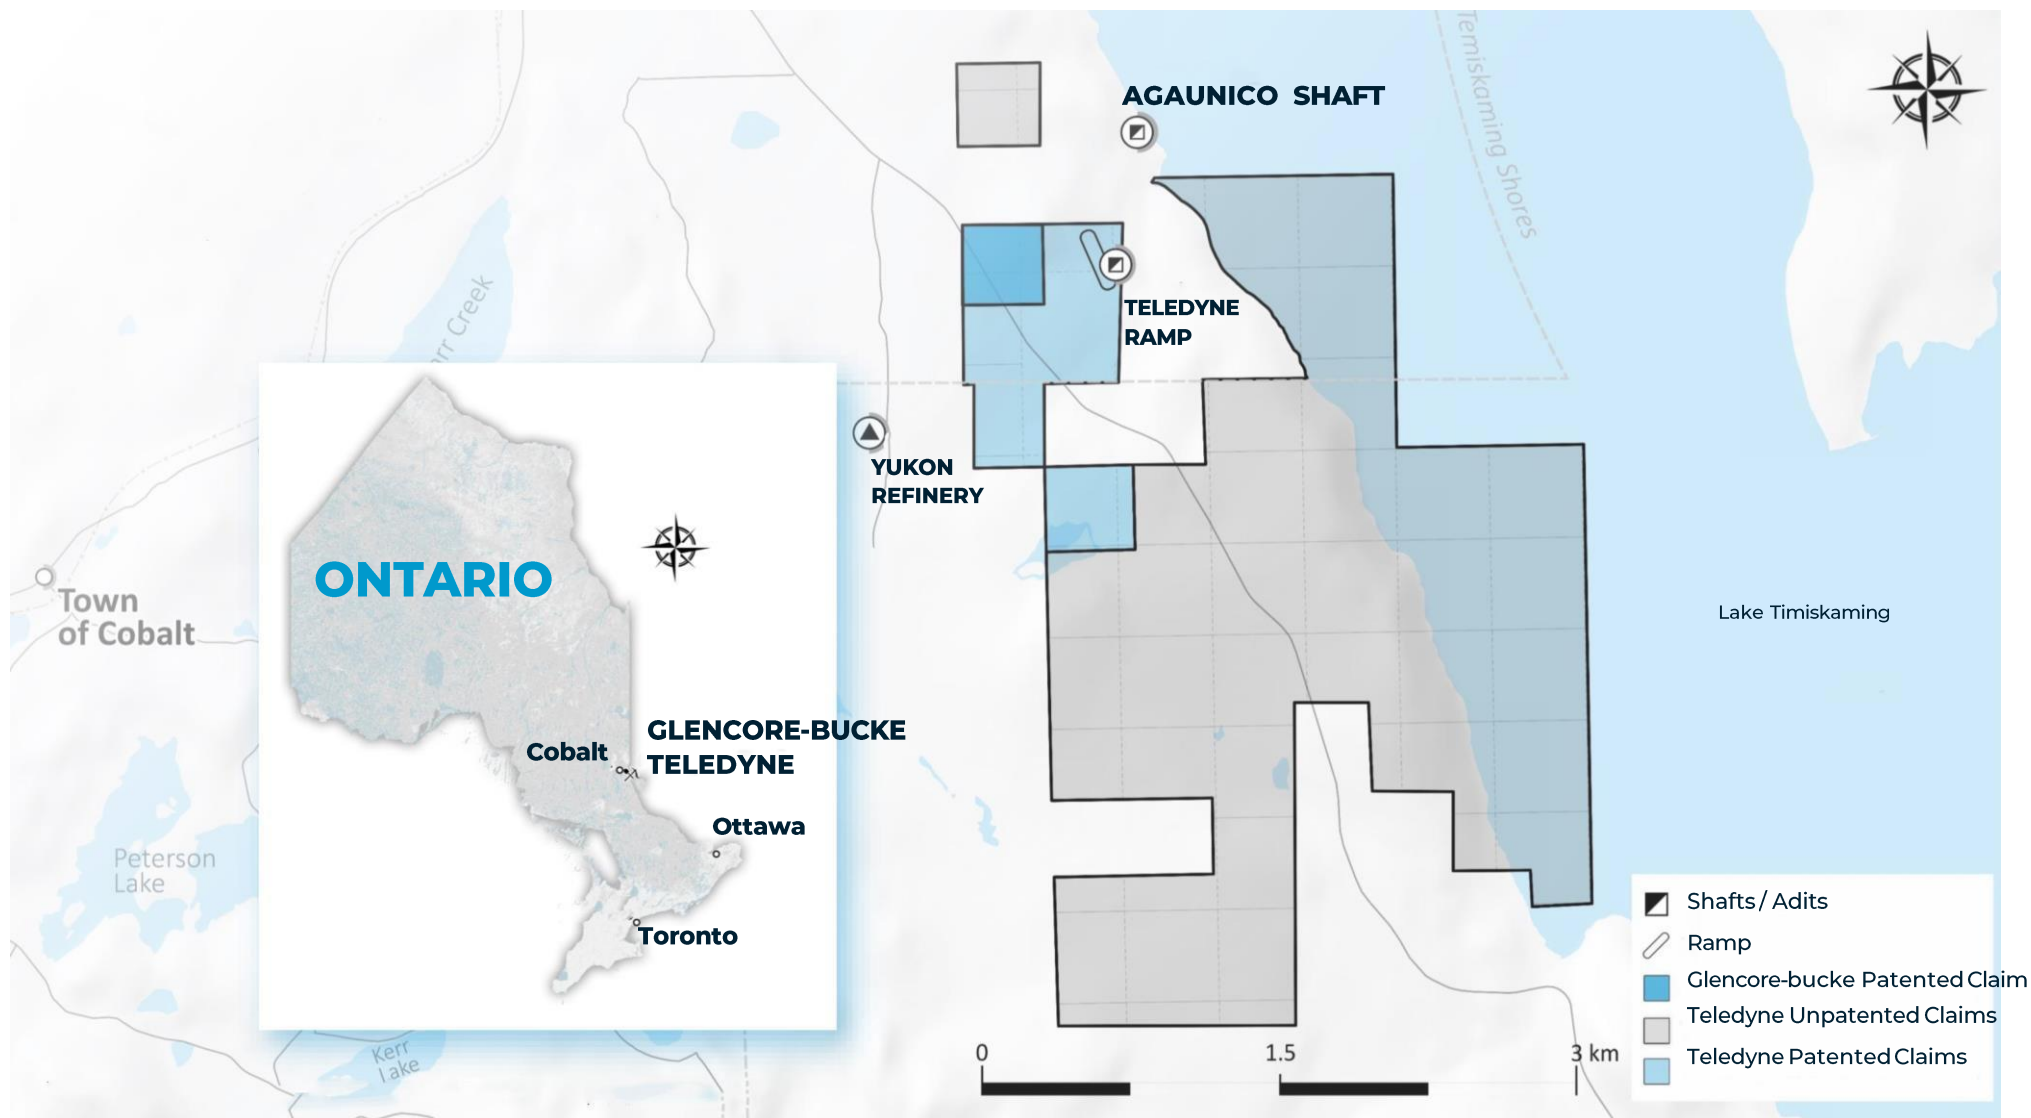 AGAUNICO SHAFT
Temiskaming Shores
TELEDYNE
RAMP
err Creek
YUKON
REFINERY
ONTARIO
Town
of Cobalt
Lake Timiskaming
GLENCORE-BUCKE
TELEDYNE
Cobalt
Ottawa
Toronto
Peterson
Lake
Kerr
Lake
Shafts / Adits
Ramp
Glencore-bucke Patented Claim
Teledyne Unpatented Claims
Teledyne Patented Claims
0 1.5 3 km